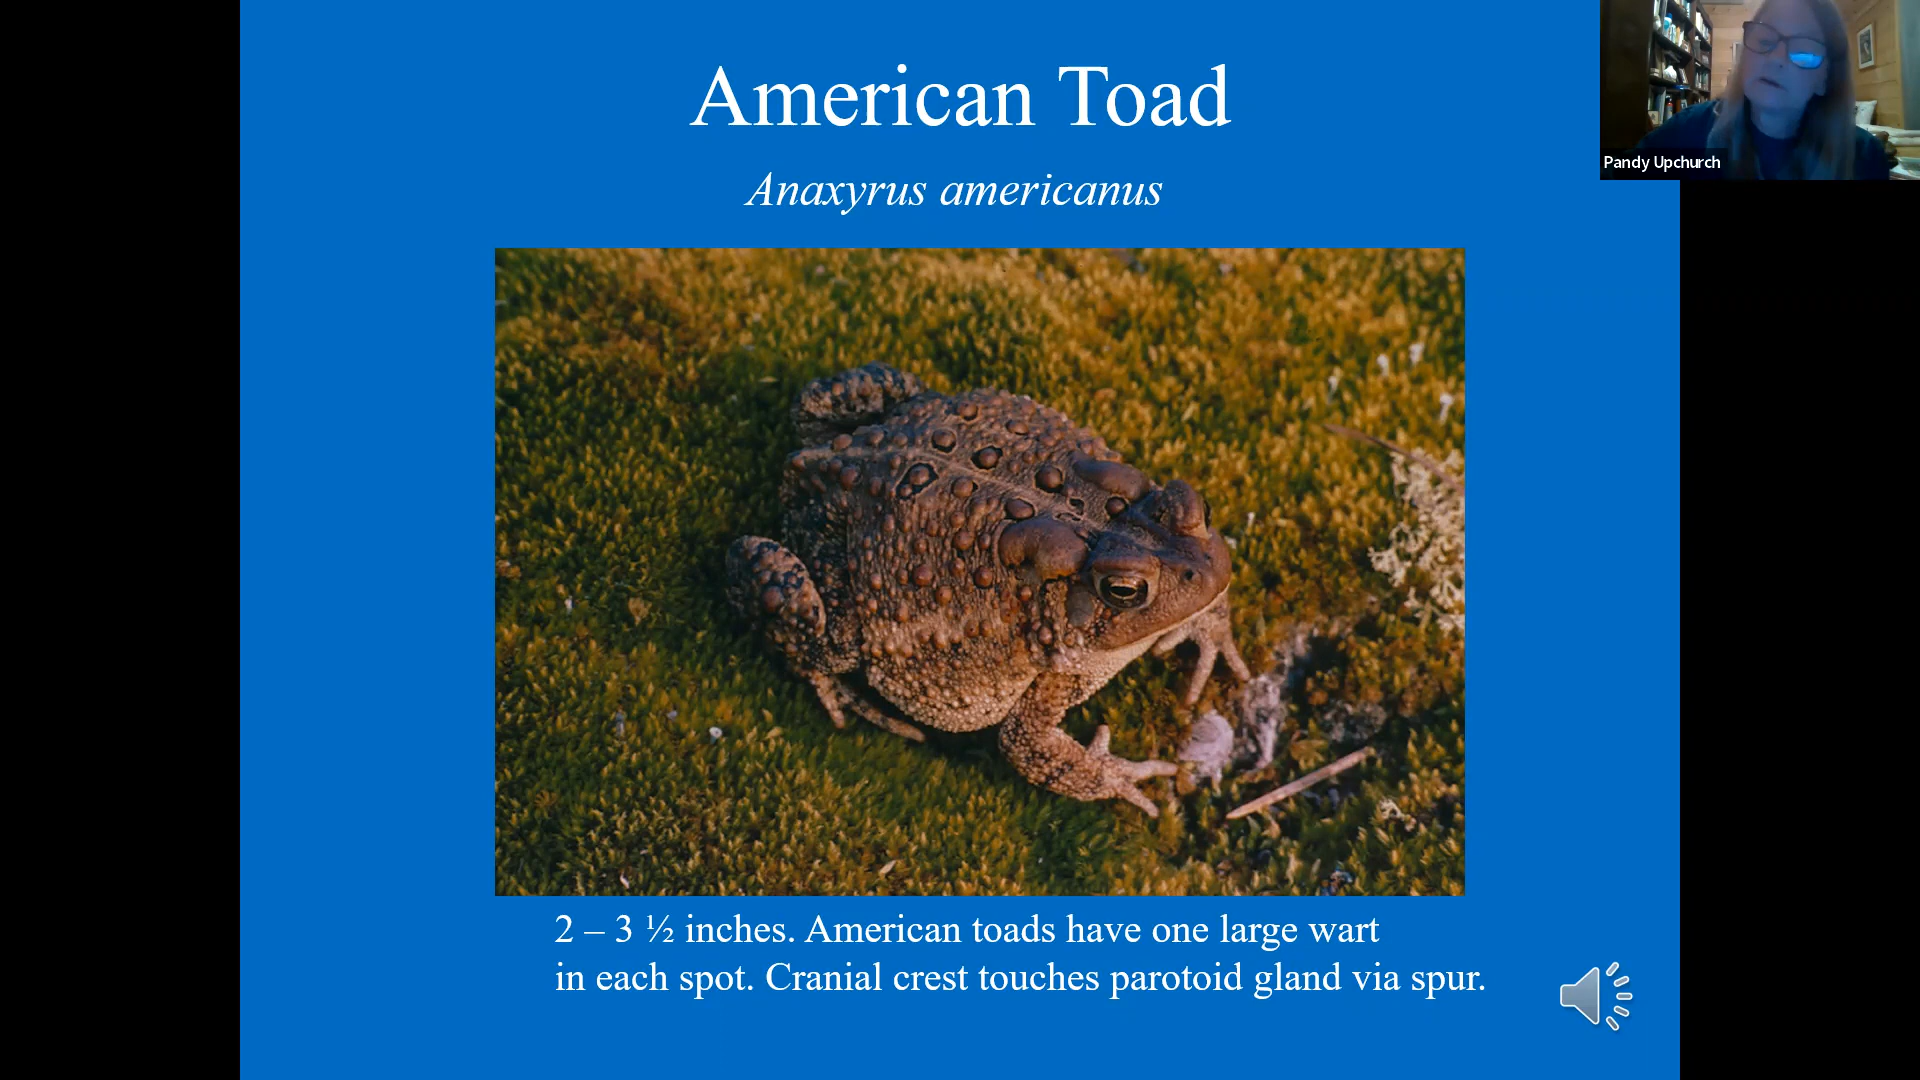 American Toad
Anaxyrus americanus
Pandy Upchurch
2 – 3 ½ inches. American toads have one large wart
in each spot. Cranial crest touches parotoid gland via spur.